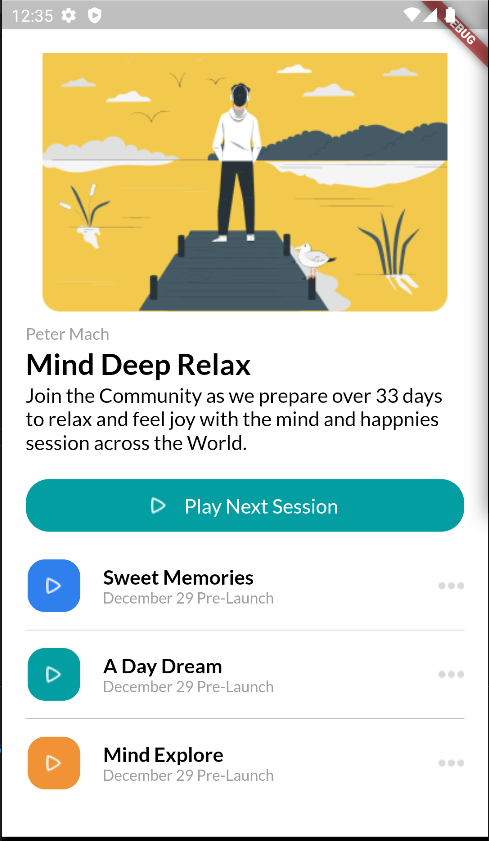 12:35
DEBUG
Peter Mach
Mind Deep Relax
Join the Community as we prepare over 33 days
to relax and feel joy with the mind and happnies
session across the World.
Play Next Session
Sweet Memories
December 29 Pre-Launch
A Day Dream
December 29 Pre-Launch
Mind Explore
December 29 Pre-Launch